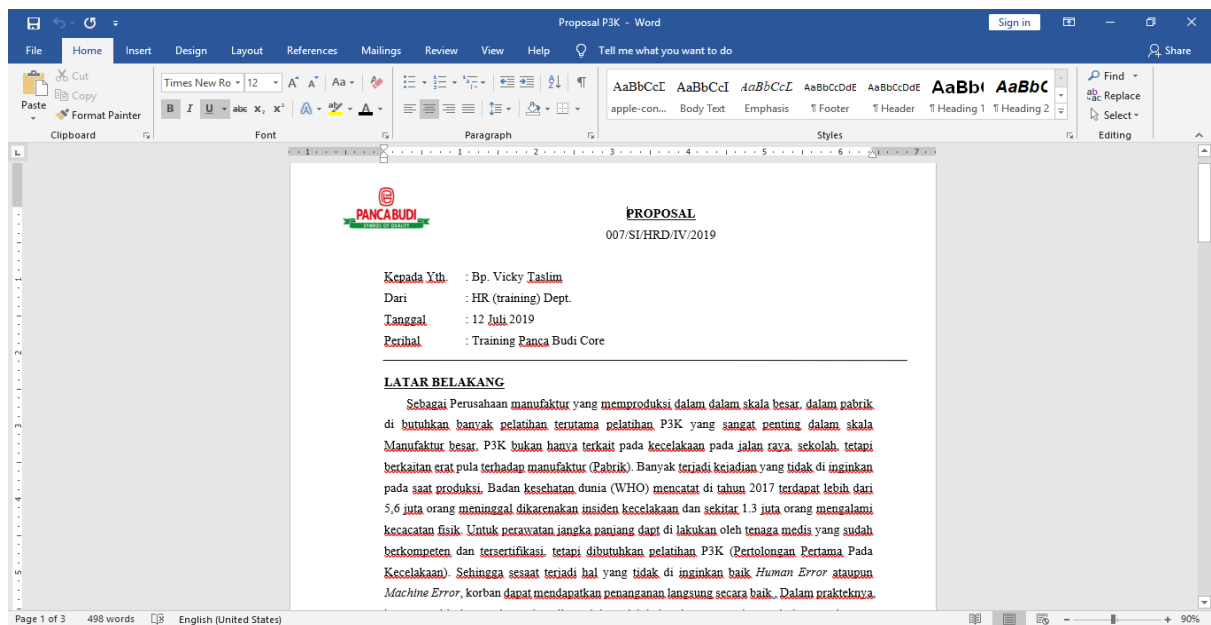 Proposal P3K - Word
Sign in
File Home Insert Design Layout References Mailings Review View Help Tell me what you want to do Share
Cut
Copy
Format Painter
Paste
Clipboard
Times New Ro 12
Font
Paragraph
AaBbCcI AaBbCcI AaBbCcL AaBbCcDdE AaBbCcDdE AaBb( AaBbC
apple-con... Body Text Emphasis ¶ Footer ¶ Header ¶ Heading 1 ¶ Heading 2
Styles
Find
Replace
Select
Editing
1 1 2 3 4 5 6 7
PANCA BUDI
SYMBOL OF QUALITY
PROPOSAL
007/SI/HRD/IV/2019
Kepada Yth. : Bp. Vicky Taslim
Dari : HR (training) Dept.
Tanggal : 12 Juli 2019
Perihal : Training Panca Budi Core
LATAR BELAKANG
Sebagai Perusahaan manufaktur yang memproduksi dalam dalam skala besar, dalam pabrik
di butuhkan banyak pelatihan terutama pelatihan P3K yang sangat penting dalam skala
Manufaktur besar, P3K bukan hanya terkait pada kecelakaan pada jalan raya, sekolah, tetapi
berkaitan erat pula terhadap manufaktur (Pabrik). Banyak terjadi kejadian yang tidak di inginkan
pada saat produksi, Badan kesehatan dunia (WHO) mencatat di tahun 2017 terdapat lebih dari
5,6 juta orang meninggal dikarenakan insiden kecelakaan dan sekitar 1.3 juta orang mengalami
kecacatan fisik. Untuk perawatan jangka panjang dapt di lakukan oleh tenaga medis yang sudah
berkompeten dan tersertifikasi, tetapi dibutuhkan pelatihan P3K (Pertolongan Pertama Pada
Kecelakaan). Sehingga sesaat terjadi hal yang tidak di inginkan baik Human Error ataupun
Machine Error, korban dapat mendapatkan penanganan langsung secara baik . Dalam prakteknya,
Page 1 of 3 498 words English (United States) 90%